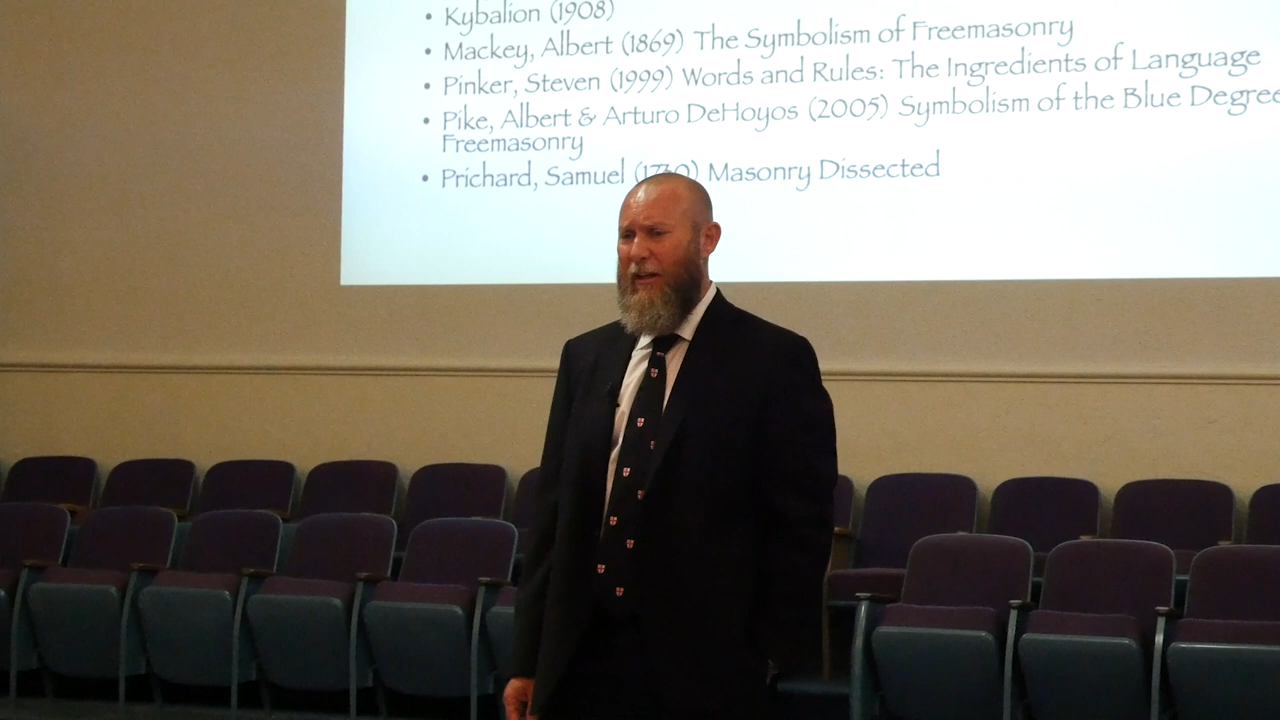 • Kybalion (1908)
• Mackey, Albert (1869) The Symbolism of Freemasonry
• Pinker, Steven (1999) Words and Rules: The Ingredients of Language
• Pike, Albert & Arturo DeHoyos (2005) Symbolism of the Blue Degree
Freemasonry
• Prichard, Samuel (1730) Masonry Dissected